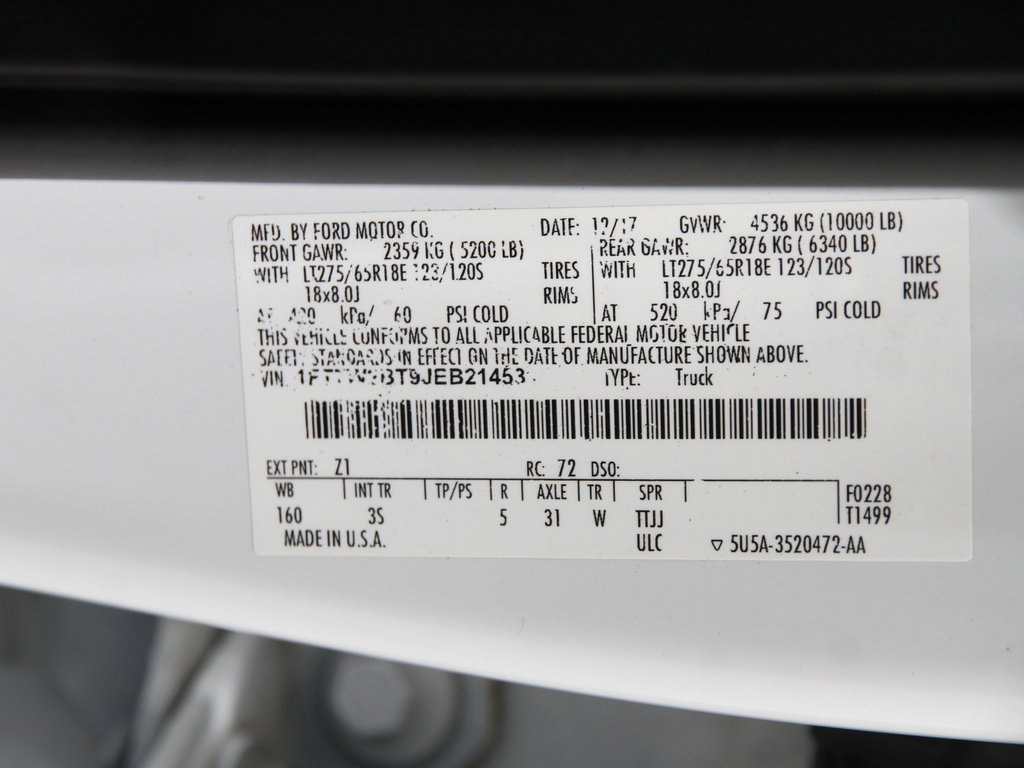 MFD. BY FORD MOTOR CO. DATE: 12/17 GVWR: 4536 KG (10000 LB)
FRONT GAWR: 2359 KG ( 5200 LB) REAR GAWR: 2876 KG ( 6340 LB)
WITH LT275/65R18E 123/120S TIRES WITH LT275/65R18E 123/120S TIRES
18x8.0J RIMS 18x8.0J RIMS
AT 420 kPa/ 60 PSI COLD AT 520 kPa/ 75 PSI COLD
THIS VEHICLE CONFORMS TO ALL APPLICABLE FEDERAL MOTOR VEHICLE
SAFETY STANDARDS IN EFFECT ON THE DATE OF MANUFACTURE SHOWN ABOVE.
VIN: TYPE: Truck
EXT PNT: Z1 RC: 72 DSO:
WB INT TR TP/PS R AXLE TR SPR F0228
160 3S 5 31 W TTJJ T1499
MADE IN U.S.A. ULC ▽ 5U5A-3520472-AA